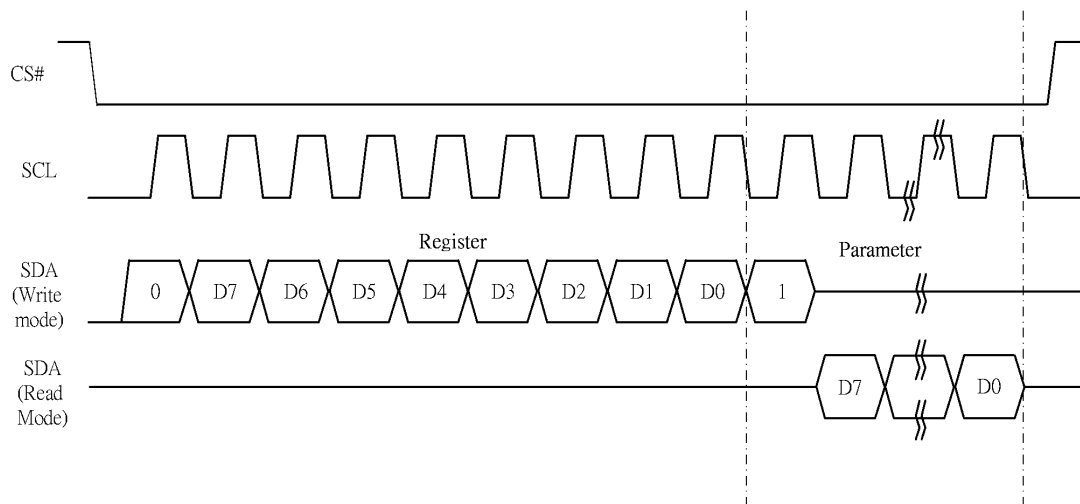 CS#
SCL
Register
Parameter
SDA
(Write
mode)
0 D7 D6 D5 D4 D3 D2 D1 D0 1
SDA
(Read
Mode)
D7 D0